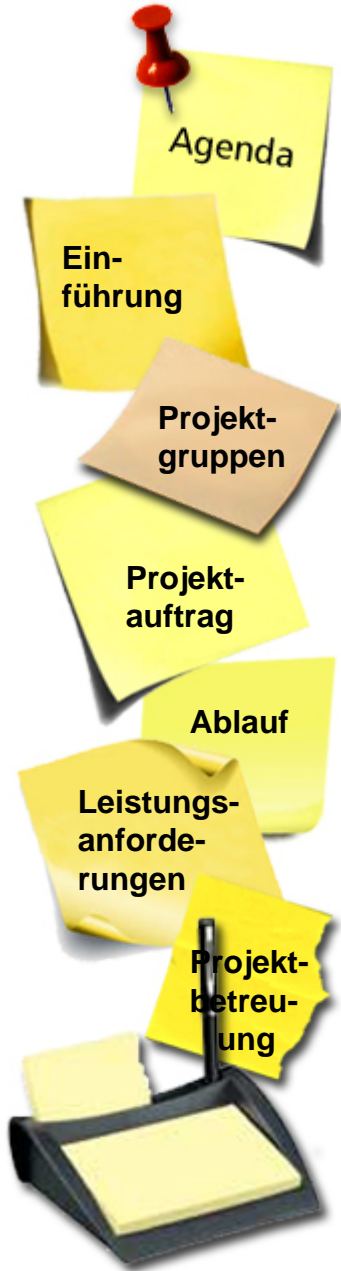 Agenda
Ein-
führung
Projekt-
gruppen
Projekt-
auftrag
Ablauf
Leistungs-
anforde-
rungen
Projekt-
betreu-
ung